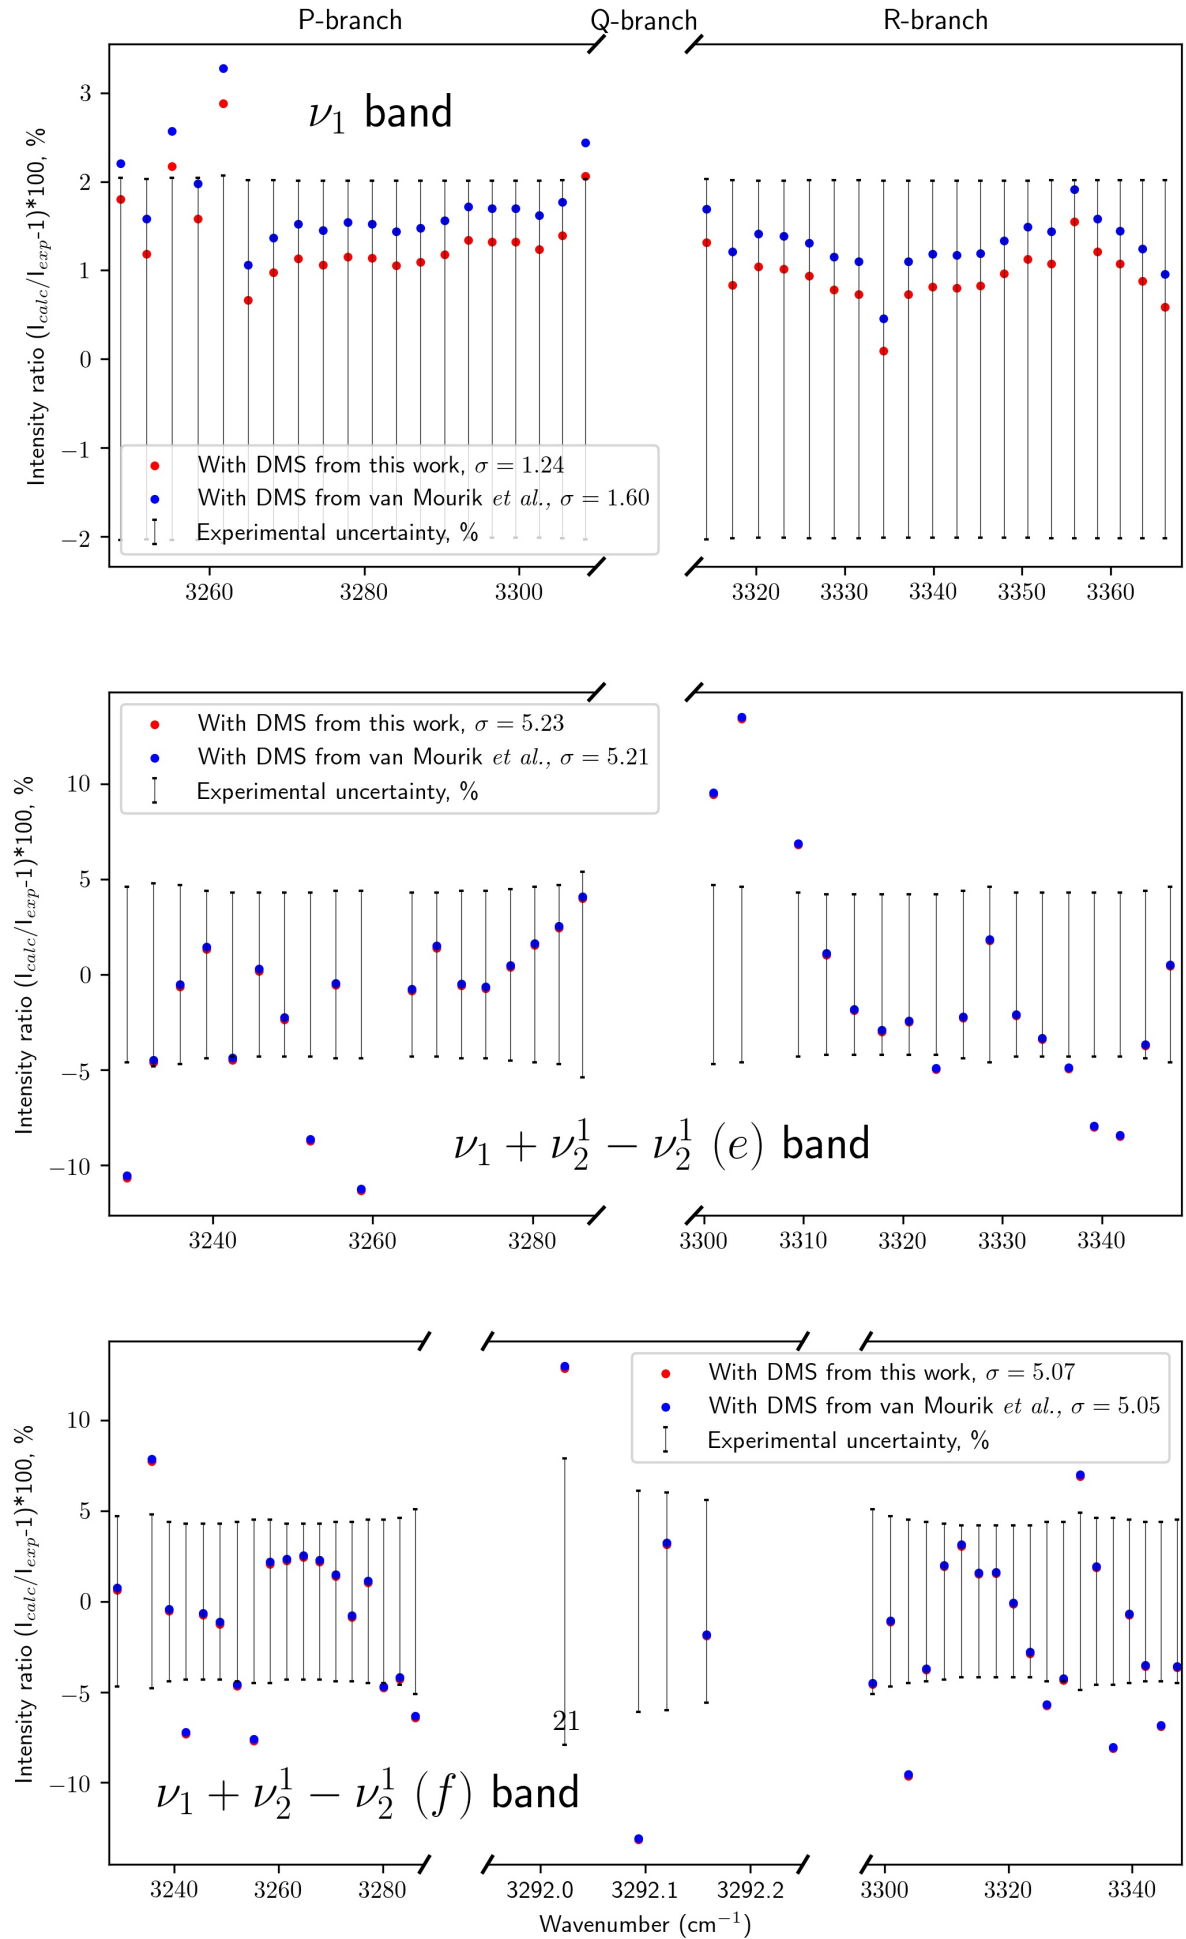 P-branch Q-branch R-branch
ν₁ band
3
2
1
0
−1
−2
Intensity ratio (I_calc/I_exp-1)*100, %
With DMS from this work, σ = 1.24
With DMS from van Mourik et al., σ = 1.60
Experimental uncertainty, %
3260 3280 3300 3320 3330 3340 3350 3360
With DMS from this work, σ = 5.23
With DMS from van Mourik et al., σ = 5.21
Experimental uncertainty, %
10
5
0
−5
−10
Intensity ratio (I_calc/I_exp-1)*100, %
ν₁ + ν₂¹ − ν₂¹ (e) band
3240 3260 3280 3300 3310 3320 3330 3340
With DMS from this work, σ = 5.07
With DMS from van Mourik et al., σ = 5.05
Experimental uncertainty, %
10
5
0
−5
−10
Intensity ratio (I_calc/I_exp-1)*100, %
21
ν₁ + ν₂¹ − ν₂¹ (f) band
3240 3260 3280 3292.0 3292.1 3292.2 3300 3320 3340
Wavenumber (cm⁻¹)